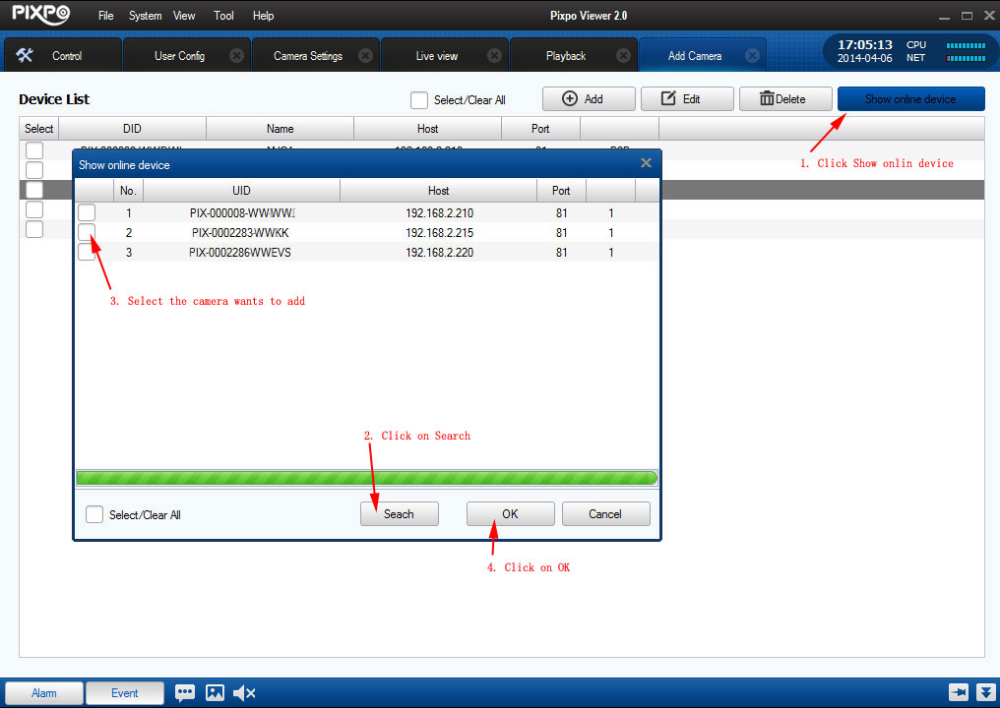 PIXPO File System View Tool Help Pixpo Viewer 2.0
Control User Config Camera Settings Live view Playback Add Camera 17:05:13 CPU
2014-04-06 NET
Device List Select/Clear All Add Edit Delete Show online device
Select DID Name Host Port
1. Click Show onlin device
Show online device
No. UID Host Port
1 192.168.2.210 81 1
2 PIX-0002283-WWKK 192.168.2.215 81 1
3 PIX-0002286WWEVS 192.168.2.220 81 1
3. Select the camera wants to add
2. Click on Search
Select/Clear All Seach OK Cancel
4. Click on OK
Alarm Event